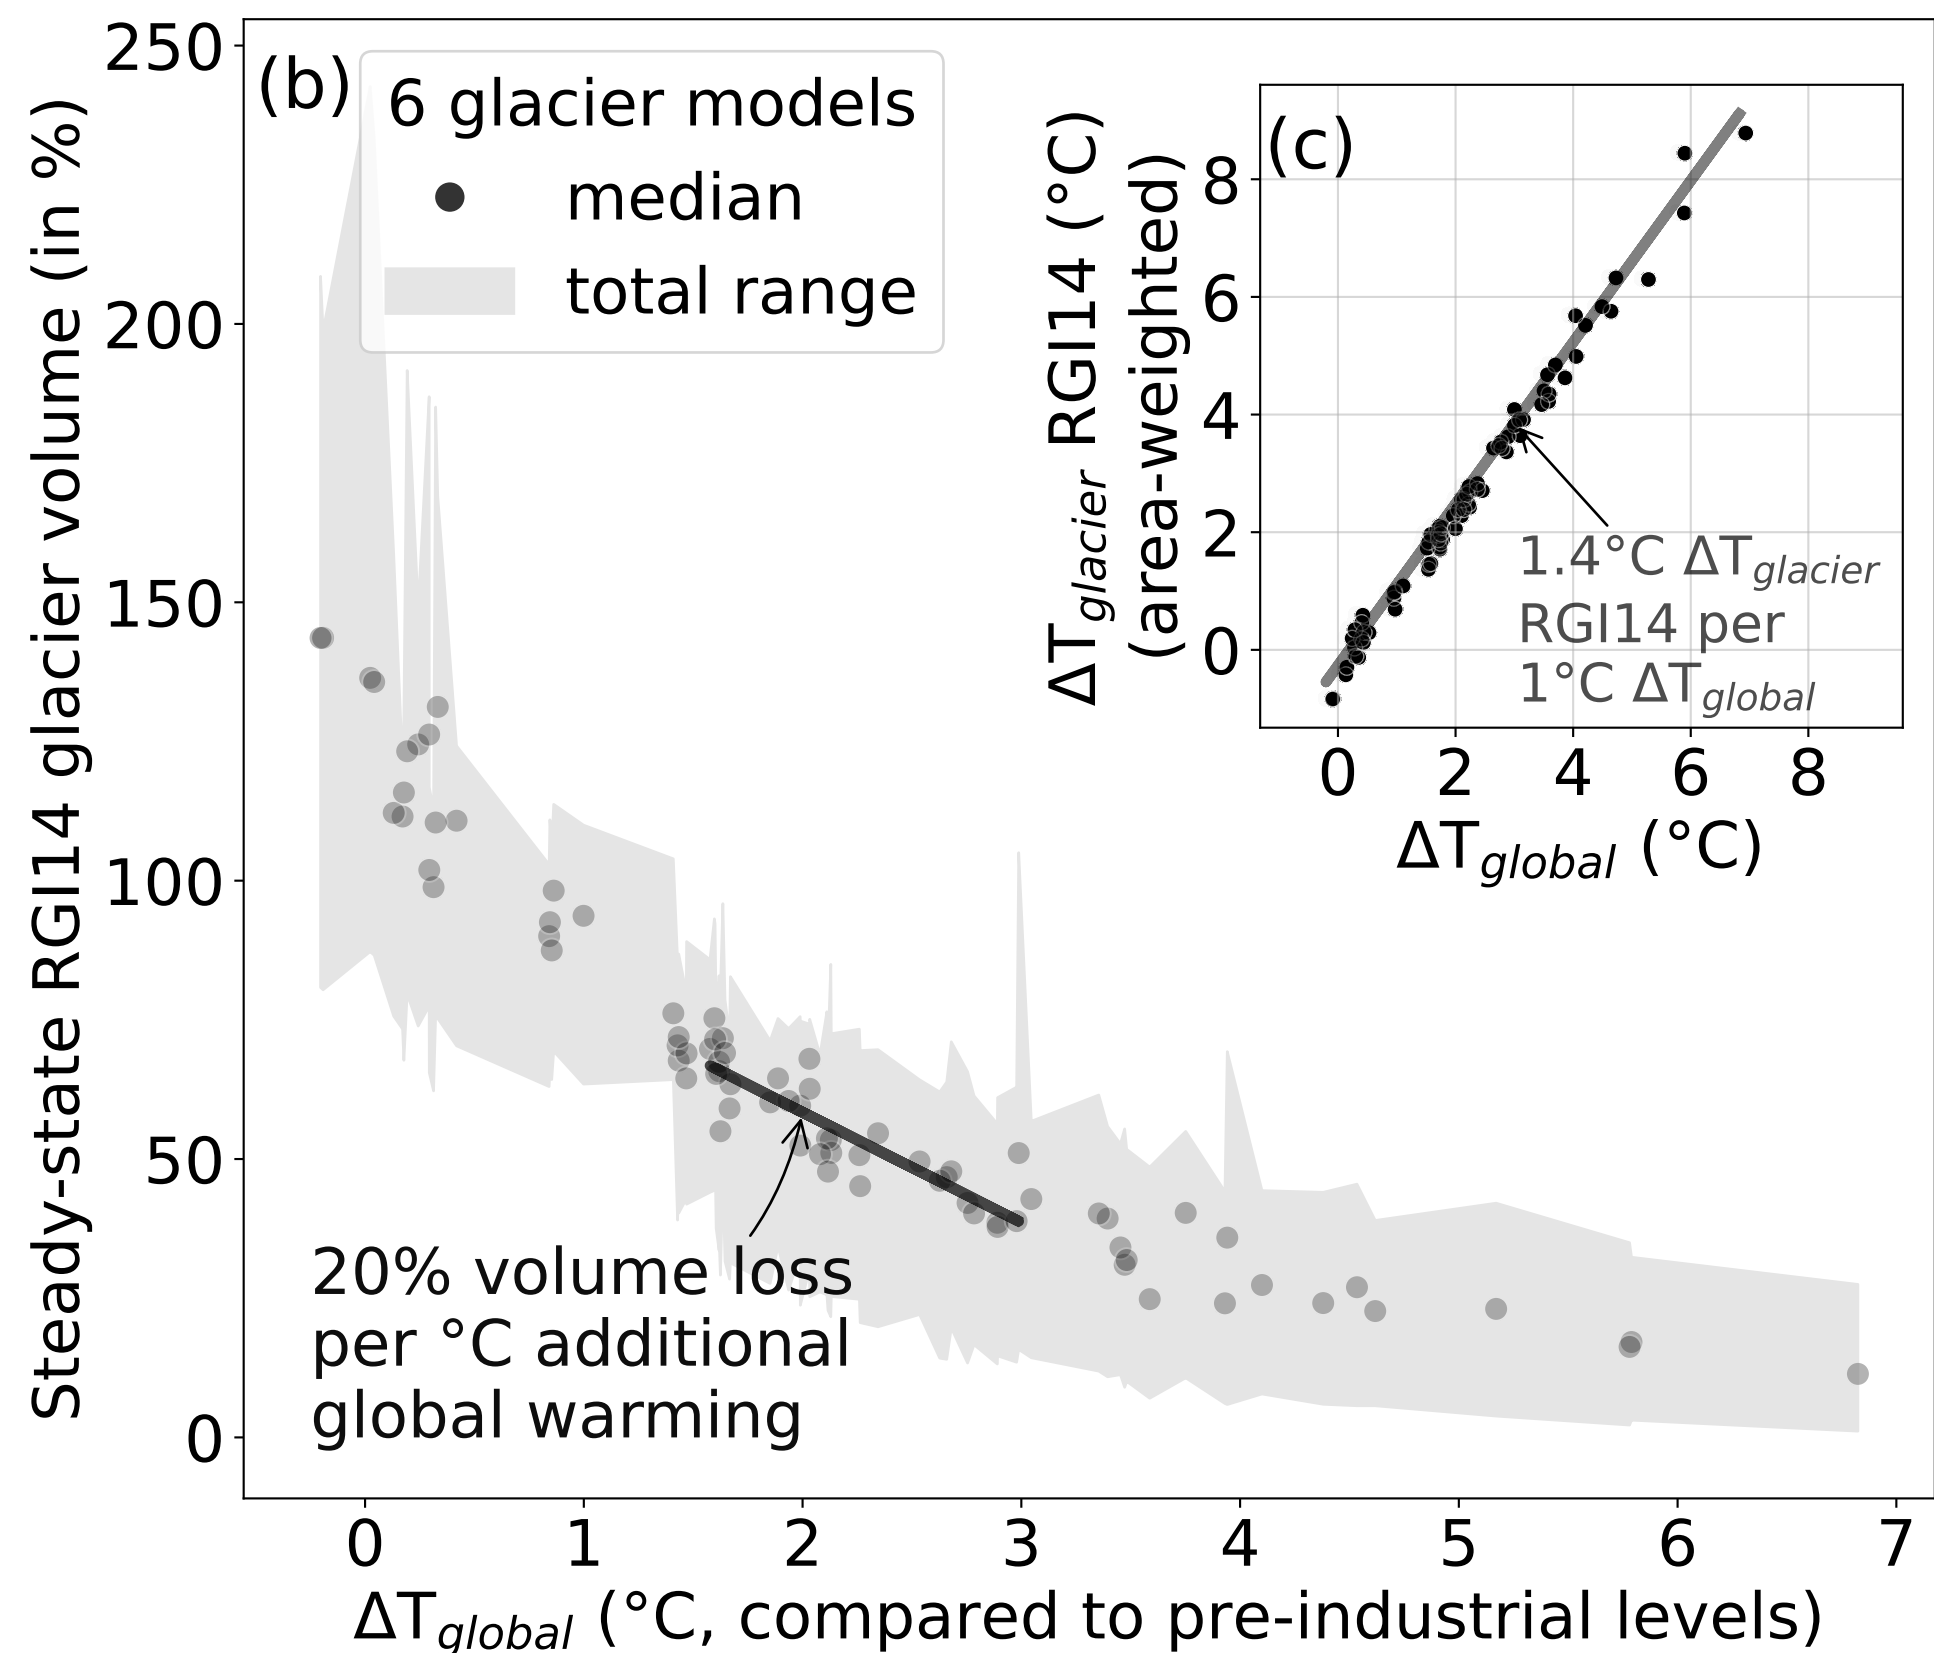 (b)
6 glacier models
median
total range
Steady-state RGI14 glacier volume (in %)
250
200
150
100
50
0
20% volume loss
per °C additional
global warming
0 1 2 3 4 5 6 7
ΔTglobal (°C, compared to pre-industrial levels)
(c)
ΔTglacier RGI14 (°C)
(area-weighted)
8
6
4
2
0
1.4°C ΔTglacier
RGI14 per
1°C ΔTglobal
0 2 4 6 8
ΔTglobal (°C)